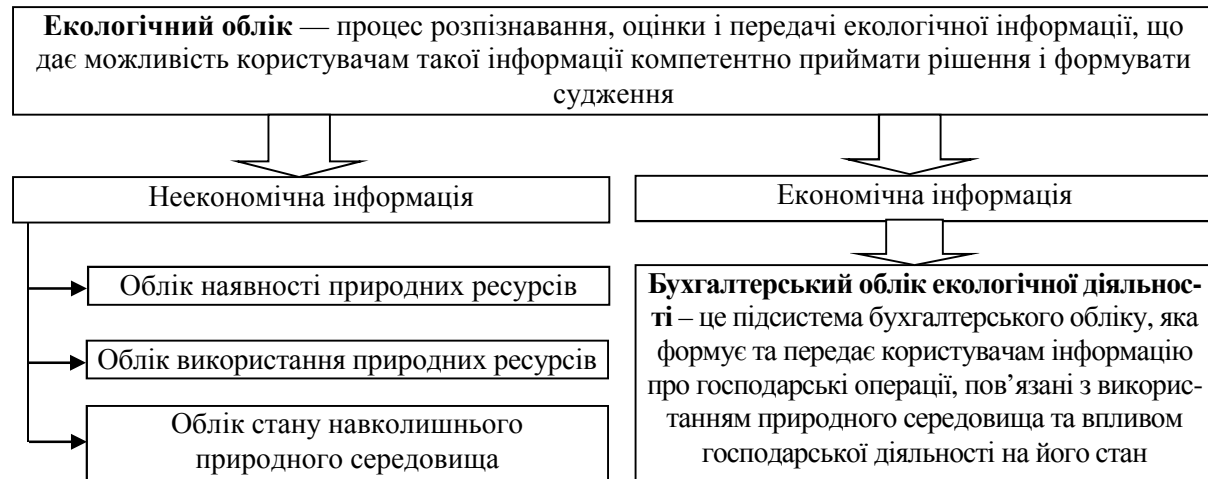 Екологічний облік — процес розпізнавання, оцінки і передачі екологічної інформації, що
дає можливість користувачам такої інформації компетентно приймати рішення і формувати
судження
Неекономічна інформація
Економічна інформація
Облік наявності природних ресурсів
Облік використання природних ресурсів
Облік стану навколишнього
природного середовища
Бухгалтерський облік екологічної діяльнос-
ті – це підсистема бухгалтерського обліку, яка
формує та передає користувачам інформацію
про господарські операції, пов’язані з викорис-
танням природного середовища та впливом
господарської діяльності на його стан